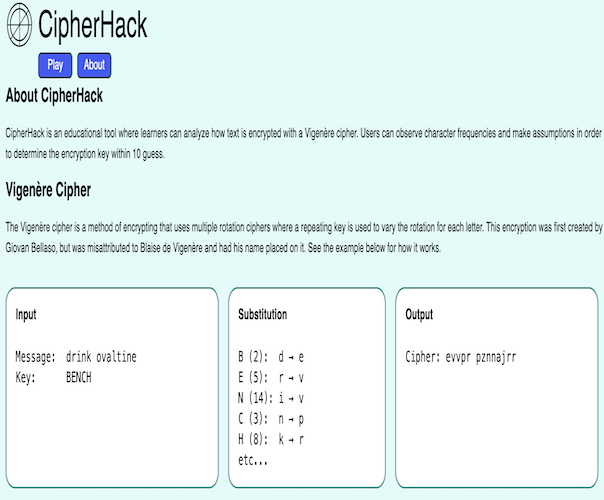 CipherHack
Play About
About CipherHack
CipherHack is an educational tool where learners can analyze how text is encrypted with a Vigenère cipher. Users can observe character frequencies and make assumptions in order
to determine the encryption key within 10 guess.
Vigenère Cipher
The Vigenère cipher is a method of encrypting that uses multiple rotation ciphers where a repeating key is used to vary the rotation for each letter. This encryption was first created by
Giovan Bellaso, but was misattributed to Blaise de Vigenère and had his name placed on it. See the example below for how it works.
Input
Message: drink ovaltine
Key: BENCH
Substitution
B (2): d → e
E (5): r → v
N (14): i → v
C (3): n → p
H (8): k → r
etc...
Output
Cipher: evvpr pznnajrr